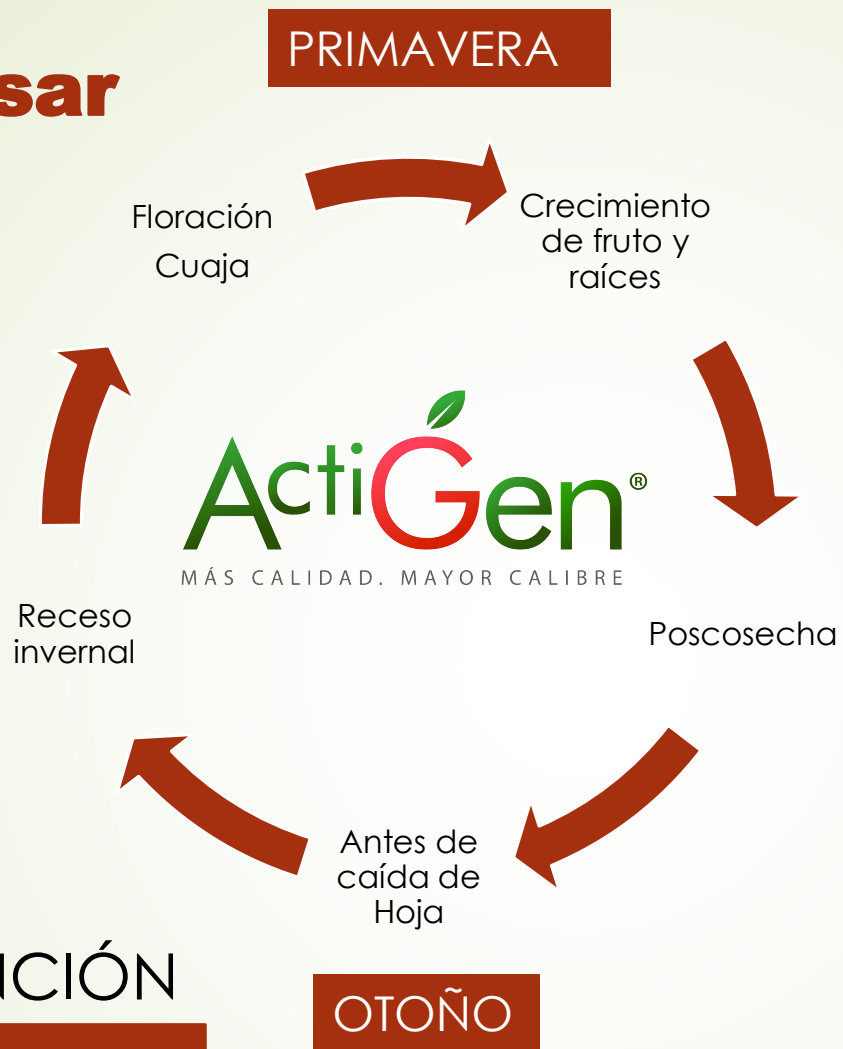 PRIMAVERA
sar
Floración
Cuaja
Crecimiento
de fruto y
raíces
ActiGen®
MÁS CALIDAD. MAYOR CALIBRE
Receso
invernal
Poscosecha
Antes de
caída de
Hoja
NCIÓN
OTOÑO